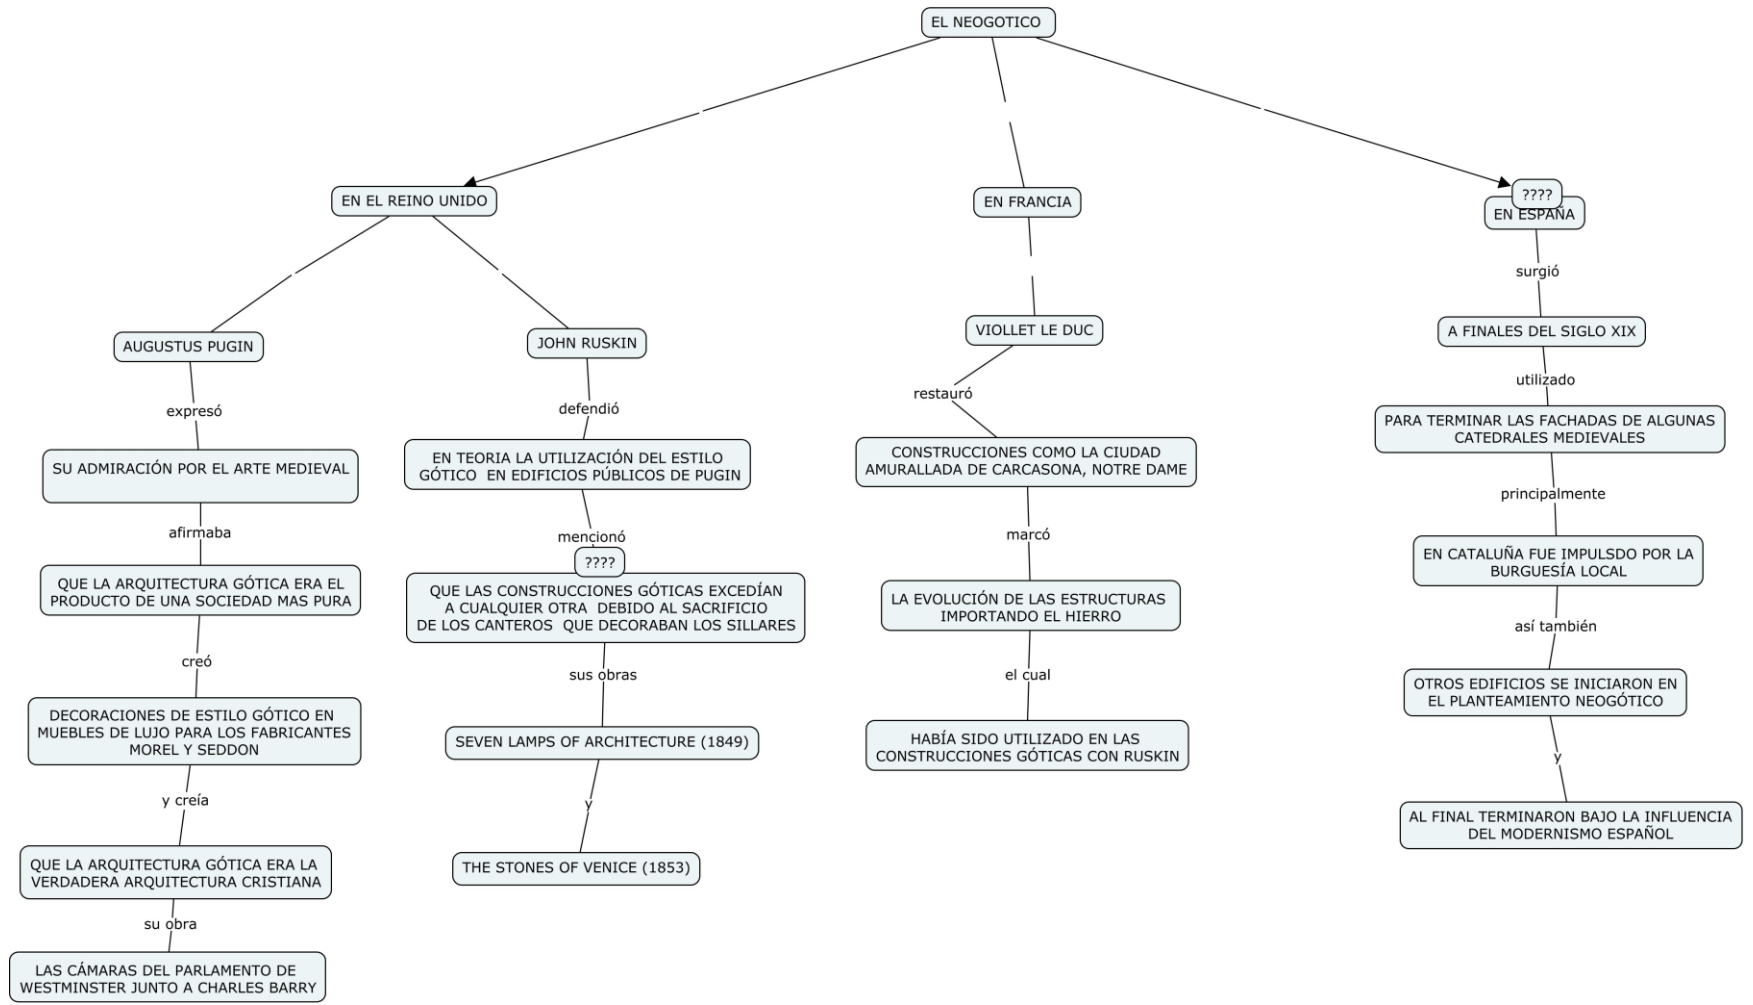 EL NEOGOTICO
EN EL REINO UNIDO
AUGUSTUS PUGIN
expresó
SU ADMIRACIÓN POR EL ARTE MEDIEVAL
afirmaba
QUE LA ARQUITECTURA GÓTICA ERA EL
PRODUCTO DE UNA SOCIEDAD MAS PURA
creó
DECORACIONES DE ESTILO GÓTICO EN
MUEBLES DE LUJO PARA LOS FABRICANTES
MOREL Y SEDDON
y creía
QUE LA ARQUITECTURA GÓTICA ERA LA
VERDADERA ARQUITECTURA CRISTIANA
su obra
LAS CÁMARAS DEL PARLAMENTO DE
WESTMINSTER JUNTO A CHARLES BARRY
JOHN RUSKIN
defendió
EN TEORIA LA UTILIZACIÓN DEL ESTILO
GÓTICO EN EDIFICIOS PÚBLICOS DE PUGIN
mencionó
????
QUE LAS CONSTRUCCIONES GÓTICAS EXCEDÍAN
A CUALQUIER OTRA DEBIDO AL SACRIFICIO
DE LOS CANTEROS QUE DECORABAN LOS SILLARES
sus obras
SEVEN LAMPS OF ARCHITECTURE (1849)
y
THE STONES OF VENICE (1853)
EN FRANCIA
VIOLLET LE DUC
restauró
CONSTRUCCIONES COMO LA CIUDAD
AMURALLADA DE CARCASONA, NOTRE DAME
marcó
LA EVOLUCIÓN DE LAS ESTRUCTURAS
IMPORTANDO EL HIERRO
el cual
HABÍA SIDO UTILIZADO EN LAS
CONSTRUCCIONES GÓTICAS CON RUSKIN
????
EN ESPAÑA
surgió
A FINALES DEL SIGLO XIX
utilizado
PARA TERMINAR LAS FACHADAS DE ALGUNAS
CATEDRALES MEDIEVALES
principalmente
EN CATALUÑA FUE IMPULSDO POR LA
BURGUESÍA LOCAL
así también
OTROS EDIFICIOS SE INICIARON EN
EL PLANTEAMIENTO NEOGÓTICO
y
AL FINAL TERMINARON BAJO LA INFLUENCIA
DEL MODERNISMO ESPAÑOL